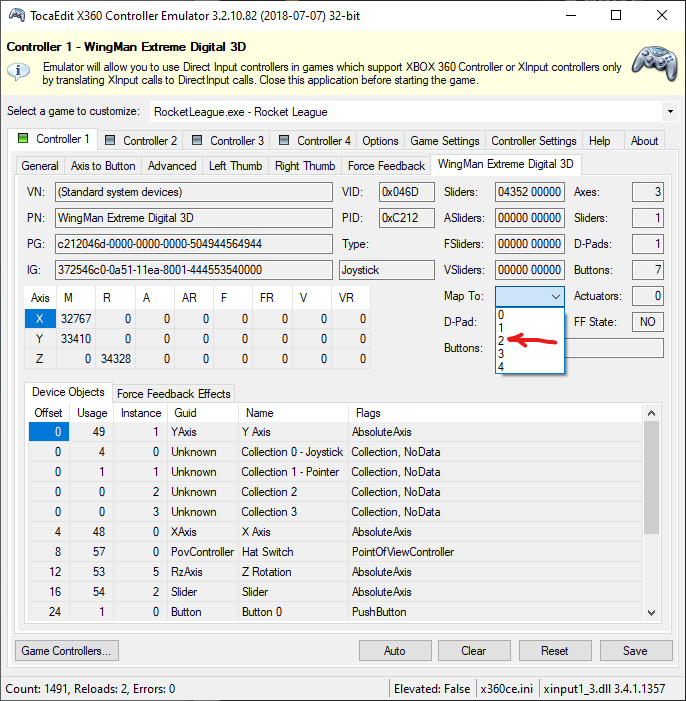 TocaEdit X360 Controller Emulator 3.2.10.82 (2018-07-07) 32-bit
Controller 1 - WingMan Extreme Digital 3D
Emulator will allow you to use Direct Input controllers in games which support XBOX 360 Controller or XInput controllers only
by translating XInput calls to DirectInput calls. Close this application before starting the game.
Select a game to customize: RocketLeague.exe - Rocket League
Controller 1 Controller 2 Controller 3 Controller 4 Options Game Settings Controller Settings Help About
General Axis to Button Advanced Left Thumb Right Thumb Force Feedback WingMan Extreme Digital 3D
VN: (Standard system devices) VID: 0x046D Sliders: 04352 00000 Axes: 3
PN: WingMan Extreme Digital 3D PID: 0xC212 ASliders: 00000 00000 Sliders: 1
PG: c212046d-0000-0000-0000-504944564944 Type: FSliders: 00000 00000 D-Pads: 1
IG: 372546c0-0a51-11ea-8001-444553540000 Joystick VSliders: 00000 00000 Buttons: 7
Map To: Actuators: 0
D-Pad: FF State: NO
Buttons:
0
1
2
3
4
Axis M R A AR F FR V VR
X 32767 0 0 0 0 0 0 0
Y 33410 0 0 0 0 0 0 0
Z 0 34328 0 0 0 0 0 0
Device Objects Force Feedback Effects
Offset Usage Instance Guid Name Flags
0 49 1 YAxis Y Axis AbsoluteAxis
0 4 0 Unknown Collection 0 - Joystick Collection, NoData
0 1 1 Unknown Collection 1 - Pointer Collection, NoData
0 0 2 Unknown Collection 2 Collection, NoData
0 0 3 Unknown Collection 3 Collection, NoData
4 48 0 XAxis X Axis AbsoluteAxis
8 57 0 PovController Hat Switch PointOfViewController
12 53 5 RzAxis Z Rotation AbsoluteAxis
16 54 2 Slider Slider AbsoluteAxis
24 1 0 Button Button 0 PushButton
Game Controllers... Auto Clear Reset Save
Count: 1491, Reloads: 2, Errors: 0 Elevated: False x360ce.ini xinput1_3.dll 3.4.1.1357